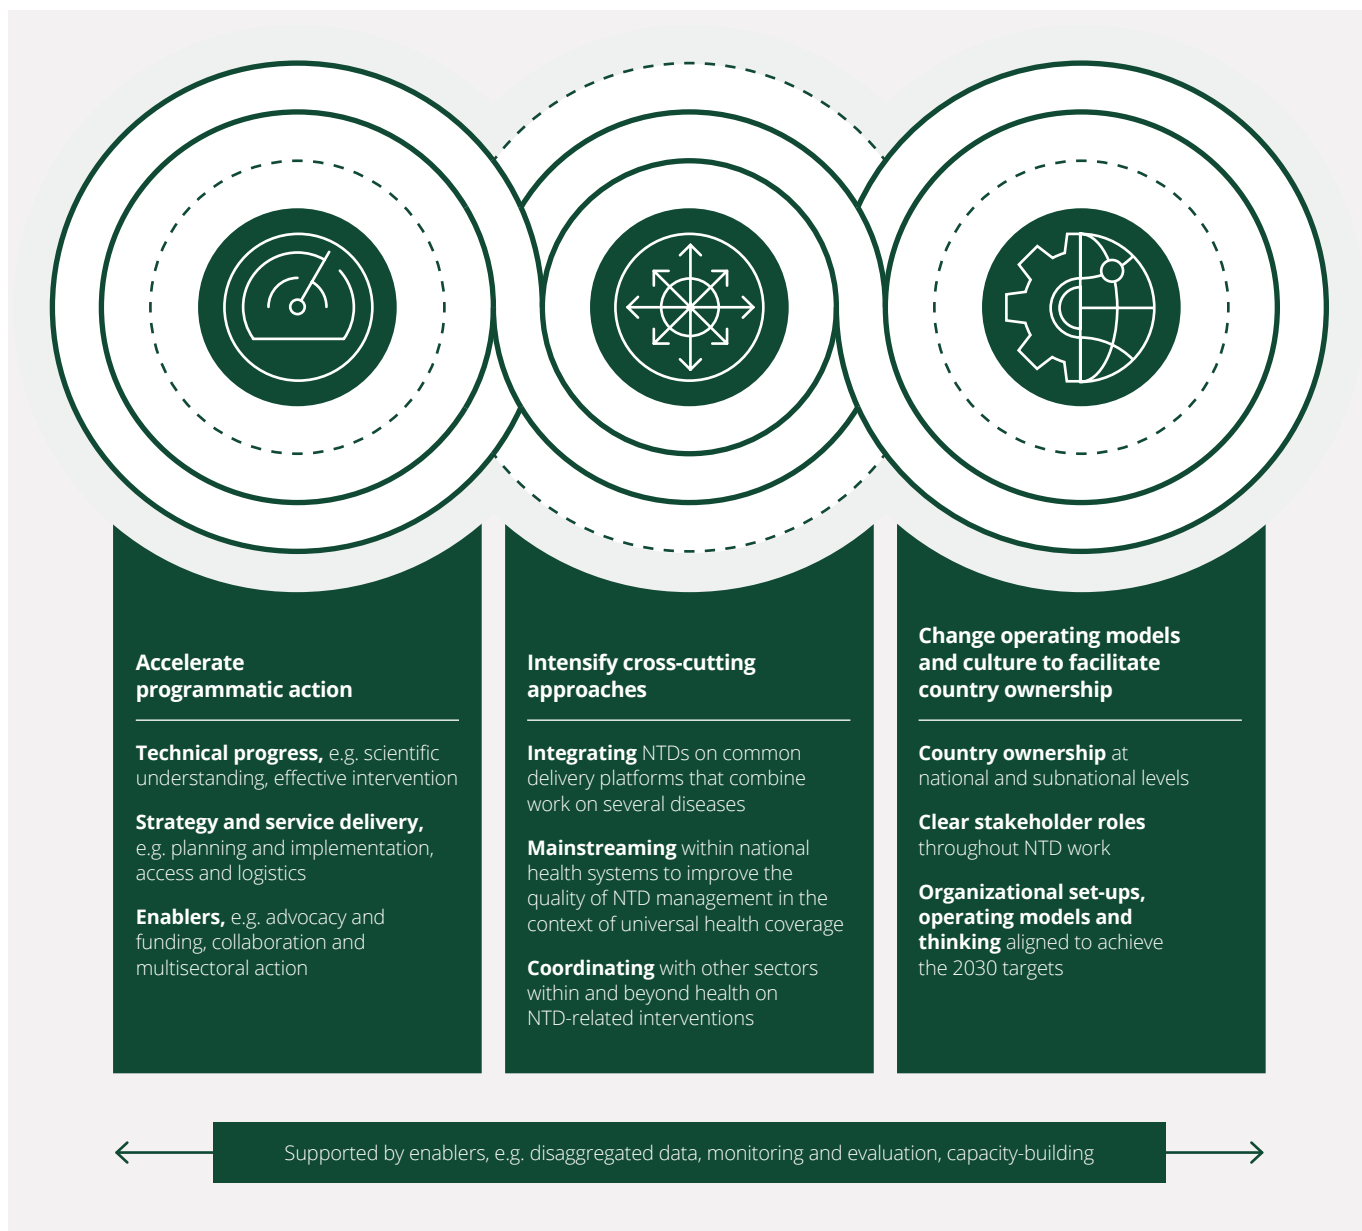 Accelerate
programmatic action
Technical progress, e.g. scientific
understanding, effective intervention
Strategy and service delivery,
e.g. planning and implementation,
access and logistics
Enablers, e.g. advocacy and
funding, collaboration and
multisectoral action
Intensify cross-cutting
approaches
Integrating NTDs on common
delivery platforms that combine
work on several diseases
Mainstreaming within national
health systems to improve the
quality of NTD management in the
context of universal health coverage
Coordinating with other sectors
within and beyond health on
NTD-related interventions
Change operating models
and culture to facilitate
country ownership
Country ownership at
national and subnational levels
Clear stakeholder roles
throughout NTD work
Organizational set-ups,
operating models and
thinking aligned to achieve
the 2030 targets
Supported by enablers, e.g. disaggregated data, monitoring and evaluation, capacity-building